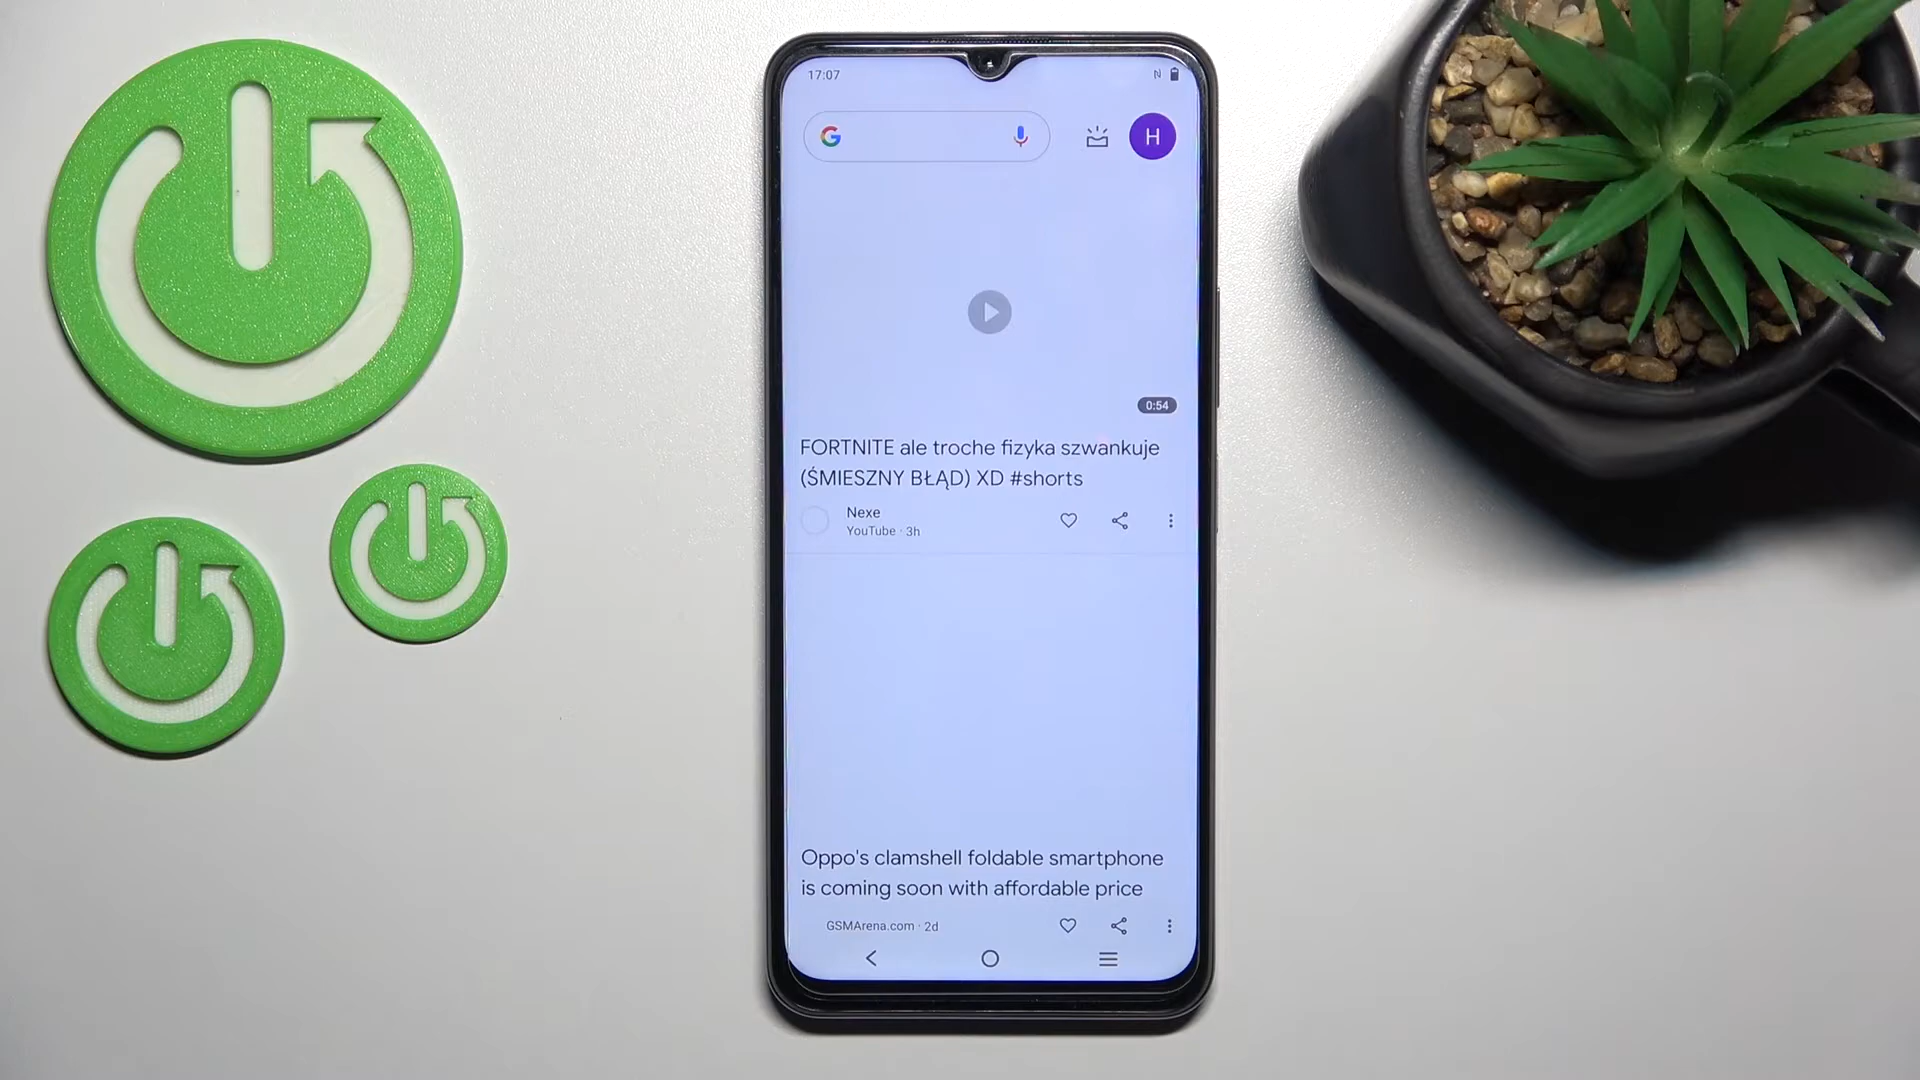 17:07
N
G
H
0:54
FORTNITE ale troche fizyka szwankuje
(ŚMIESZNY BŁĄD) XD #shorts
Nexe
YouTube · 3h
Oppo's clamshell foldable smartphone
is coming soon with affordable price
GSMArena.com · 2d